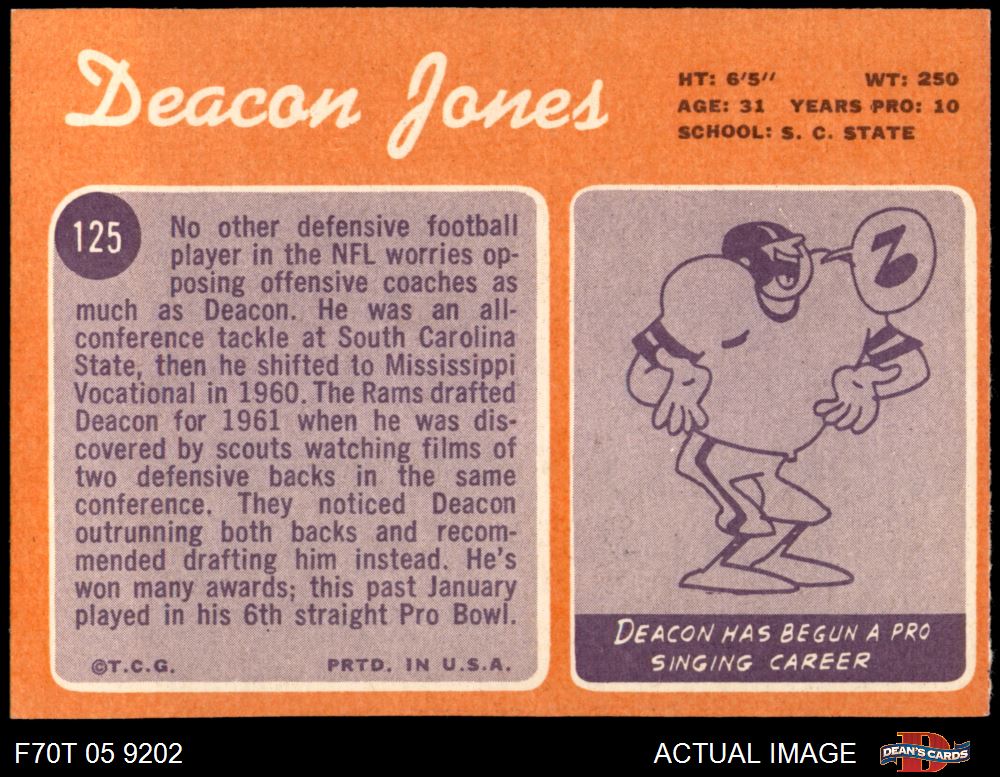 Deacon Jones
HT: 6'5" WT: 250
AGE: 31 YEARS PRO: 10
SCHOOL: S. C. STATE
125
No other defensive football
player in the NFL worries op-
posing offensive coaches as
much as Deacon. He was an all-
conference tackle at South Carolina
State, then he shifted to Mississippi
Vocational in 1960. The Rams drafted
Deacon for 1961 when he was dis-
covered by scouts watching films of
two defensive backs in the same
conference. They noticed Deacon
outrunning both backs and recom-
mended drafting him instead. He's
won many awards; this past January
played in his 6th straight Pro Bowl.
©T.C.G. PRTD. IN U.S.A.
DEACON HAS BEGUN A PRO
SINGING CAREER
F70T 05 9202 ACTUAL IMAGE
DEAN'S CARDS